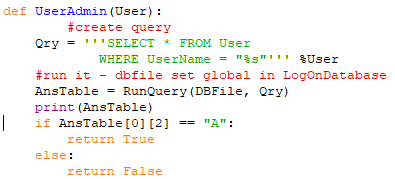 def UserAdmin(User):
        #create query
    Qry = '''SELECT * FROM User
            WHERE UserName = "%s"''' %User
    #run it - dbfile set global in LogOnDatabase
    AnsTable = RunQuery(DBFile, Qry)
    print(AnsTable)
    if AnsTable[0][2] == "A":
        return True
    else:
        return False